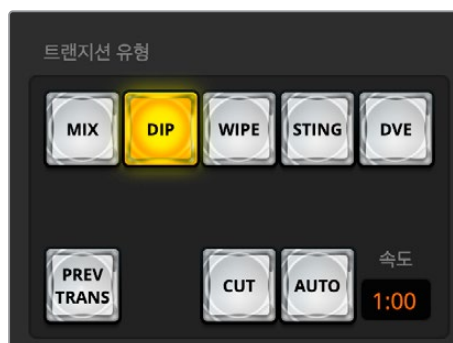 트랜지션 유형
MIX DIP WIPE STING DVE
속도
PREV TRANS CUT AUTO 1:00